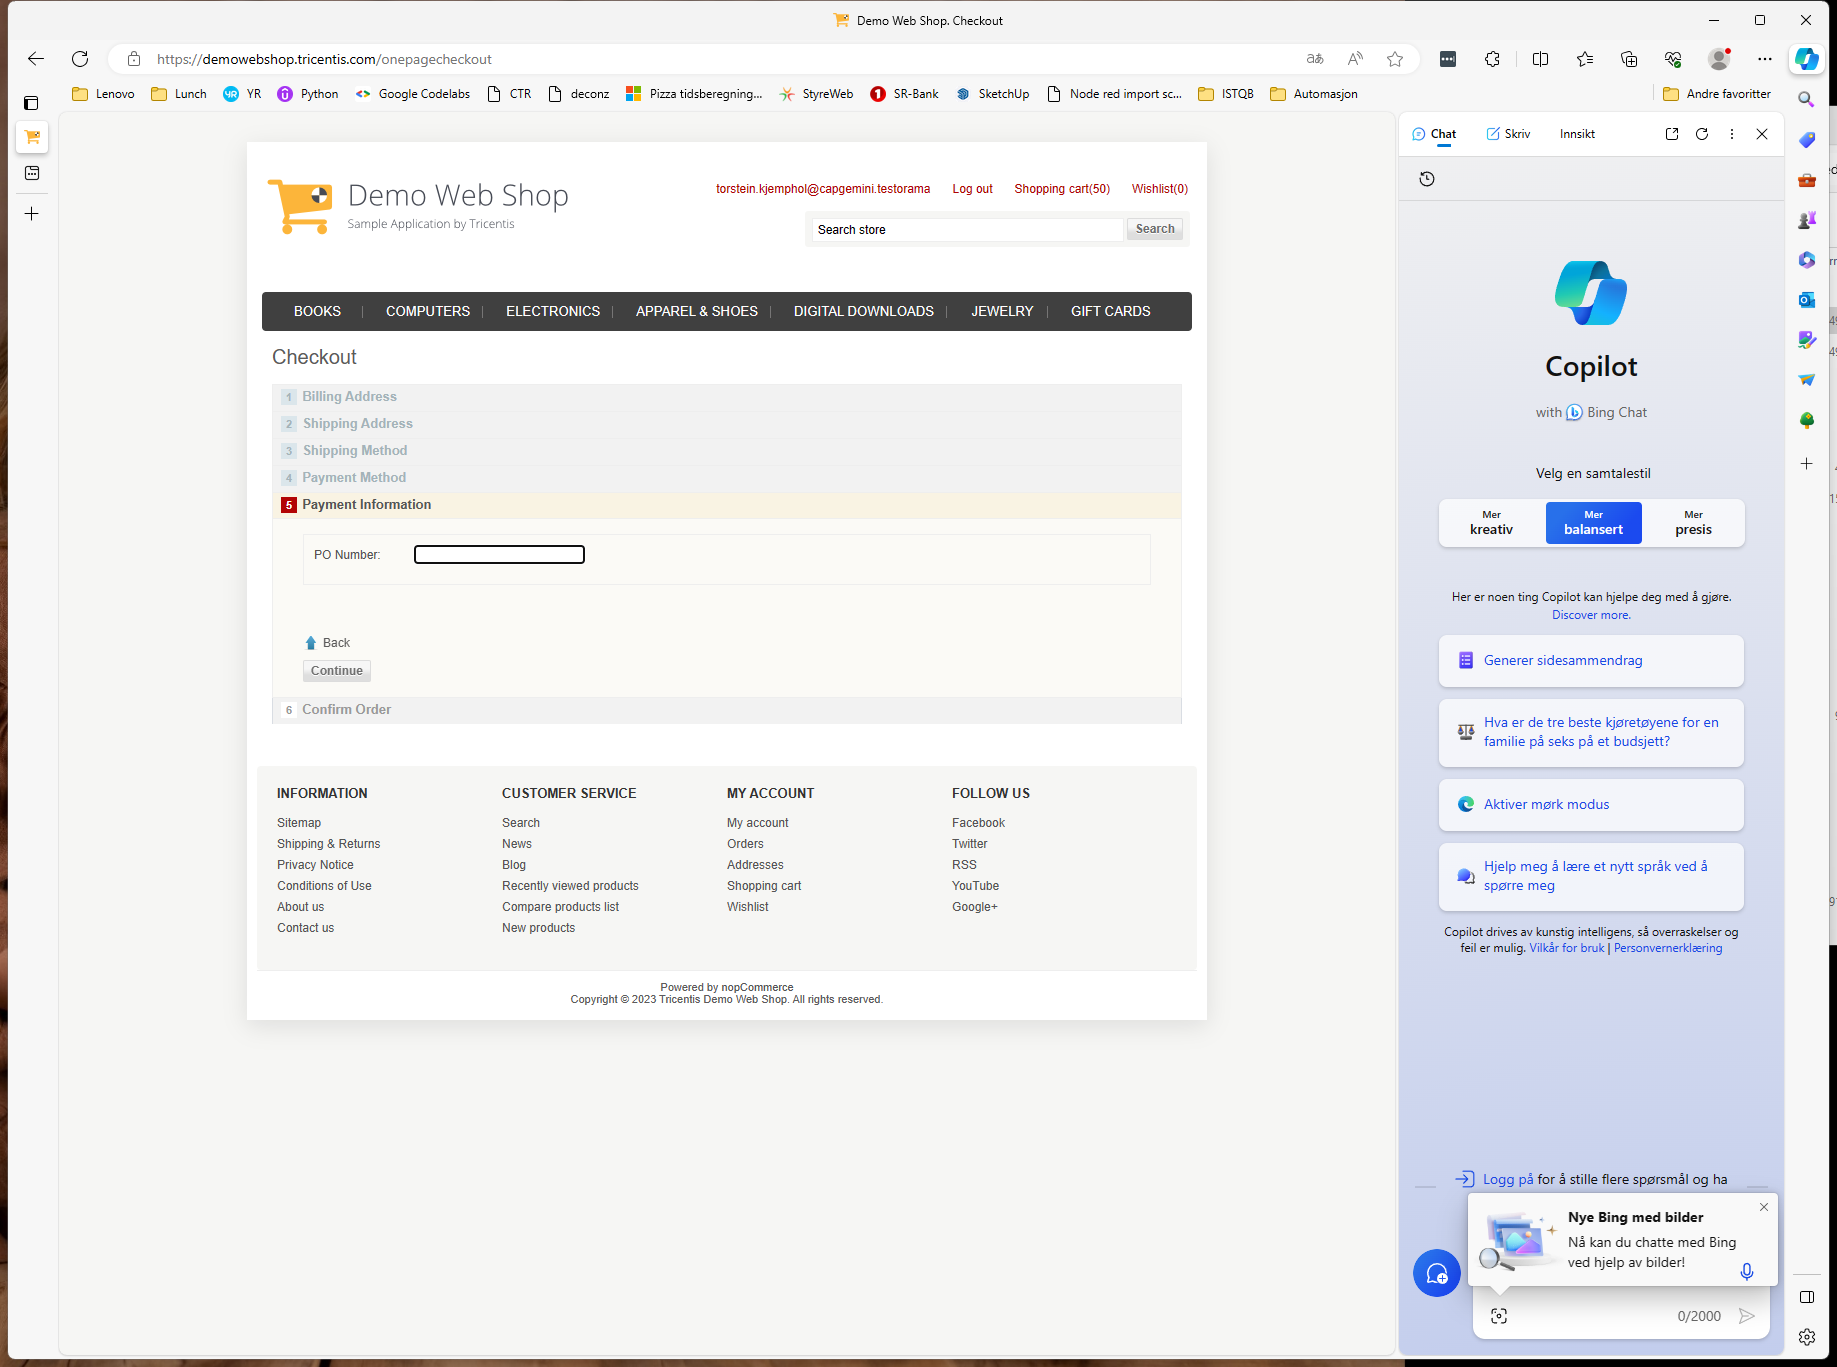 Demo Web Shop. Checkout
https://demowebshop.tricentis.com/onepagecheckout
Lenovo
Lunch
YR
Python
Google Codelabs
CTR
deconz
Pizza tidsberegning...
StyreWeb
SR-Bank
SketchUp
Node red import sc...
ISTQB
Automasjon
Andre favoritter
Demo Web Shop
Sample Application by Tricentis
torstein.kjemphol@capgemini.testorama
Log out
Shopping cart(50)
Wishlist(0)
Search store
Search
BOOKS
COMPUTERS
ELECTRONICS
APPAREL & SHOES
DIGITAL DOWNLOADS
JEWELRY
GIFT CARDS
Checkout
1 Billing Address
2 Shipping Address
3 Shipping Method
4 Payment Method
5 Payment Information
PO Number:
Back
Continue
6 Confirm Order
INFORMATION
Sitemap
Shipping & Returns
Privacy Notice
Conditions of Use
About us
Contact us
CUSTOMER SERVICE
Search
News
Blog
Recently viewed products
Compare products list
New products
MY ACCOUNT
My account
Orders
Addresses
Shopping cart
Wishlist
FOLLOW US
Facebook
Twitter
RSS
YouTube
Google+
Powered by nopCommerce
Copyright © 2023 Tricentis Demo Web Shop. All rights reserved.
Chat
Skriv
Innsikt
Copilot
with Bing Chat
Velg en samtalestil
Mer
kreativ
Mer
balansert
Mer
presis
Her er noen ting Copilot kan hjelpe deg med å gjøre.
Discover more.
Generer sidesammendrag
Hva er de tre beste kjøretøyene for en
familie på seks på et budsjett?
Aktiver mørk modus
Hjelp meg å lære et nytt språk ved å
spørre meg
Copilot drives av kunstig intelligens, så overraskelser og
feil er mulig. Vilkår for bruk | Personvernerklæring
Logg på for å stille flere spørsmål og ha
Nye Bing med bilder
Nå kan du chatte med Bing
ved hjelp av bilder!
0/2000